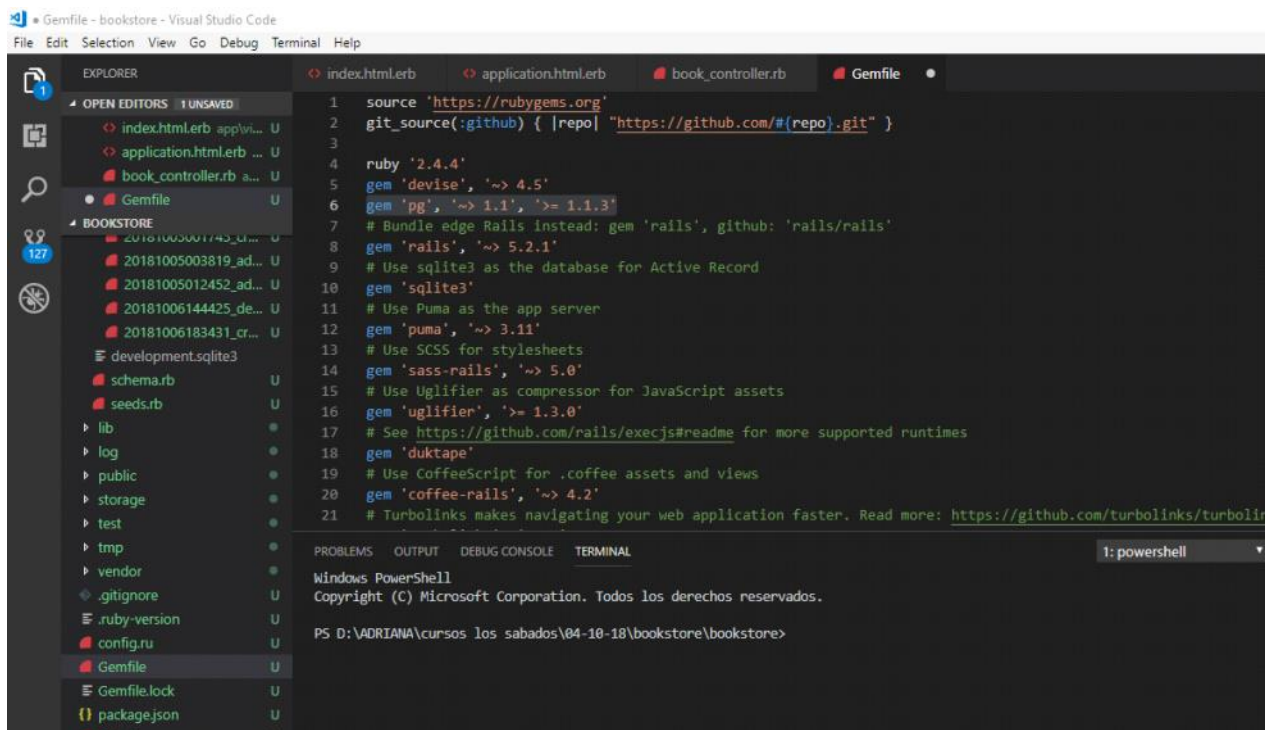 Gemfile - bookstore - Visual Studio Code
File Edit Selection View Go Debug Terminal Help
EXPLORER
OPEN EDITORS 1 UNSAVED
index.html.erb app\vi... U
application.html.erb ... U
book_controller.rb a... U
Gemfile U
BOOKSTORE
20181005003819_ad... U
20181005012452_ad... U
20181006144425_de... U
20181006183431_cr... U
development.sqlite3
schema.rb U
seeds.rb U
lib
log
public
storage
test
tmp
vendor
.gitignore U
.ruby-version U
config.ru U
Gemfile U
Gemfile.lock U
package.json U
1
127
index.html.erb application.html.erb book_controller.rb Gemfile
1 source 'https://rubygems.org'
2 git_source(:github) { |repo| "https://github.com/#{repo}.git" }
3
4 ruby '2.4.4'
5 gem 'devise', '~> 4.5'
6 gem 'pg', '~> 1.1', '>= 1.1.3'
7 # Bundle edge Rails instead: gem 'rails', github: 'rails/rails'
8 gem 'rails', '~> 5.2.1'
9 # Use sqlite3 as the database for Active Record
10 gem 'sqlite3'
11 # Use Puma as the app server
12 gem 'puma', '~> 3.11'
13 # Use SCSS for stylesheets
14 gem 'sass-rails', '~> 5.0'
15 # Use Uglifier as compressor for JavaScript assets
16 gem 'uglifier', '>= 1.3.0'
17 # See https://github.com/rails/execjs#readme for more supported runtimes
18 gem 'duktape'
19 # Use CoffeeScript for .coffee assets and views
20 gem 'coffee-rails', '~> 4.2'
21 # Turbolinks makes navigating your web application faster. Read more: https://github.com/turbolinks/turbolin
PROBLEMS OUTPUT DEBUG CONSOLE TERMINAL 1: powershell
Windows PowerShell
Copyright (C) Microsoft Corporation. Todos los derechos reservados.
PS D:\ADRIANA\cursos los sabados\04-10-18\bookstore\bookstore>